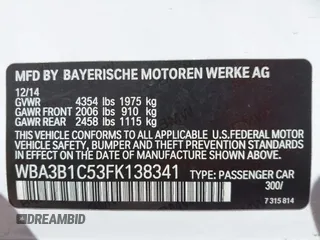 MFD BY BAYERISCHE MOTOREN WERKE AG
12/14
GVWR 4354 lbs 1975 kg
GAWR FRONT 2006 lbs 910 kg
GAWR REAR 2458 lbs 1115 kg
THIS VEHICLE CONFORMS TO ALL APPLICABLE U.S.FEDERAL MOTOR
VEHICLE SAFETY, BUMPER AND THEFT PREVENTION STANDARDS IN
EFFECT ON THE DATE OF MANUFACTURE SHOWN ABOVE.
WBA3B1C53FK138341 TYPE: PASSENGER CAR
300/
7 315 814
DREAMBID